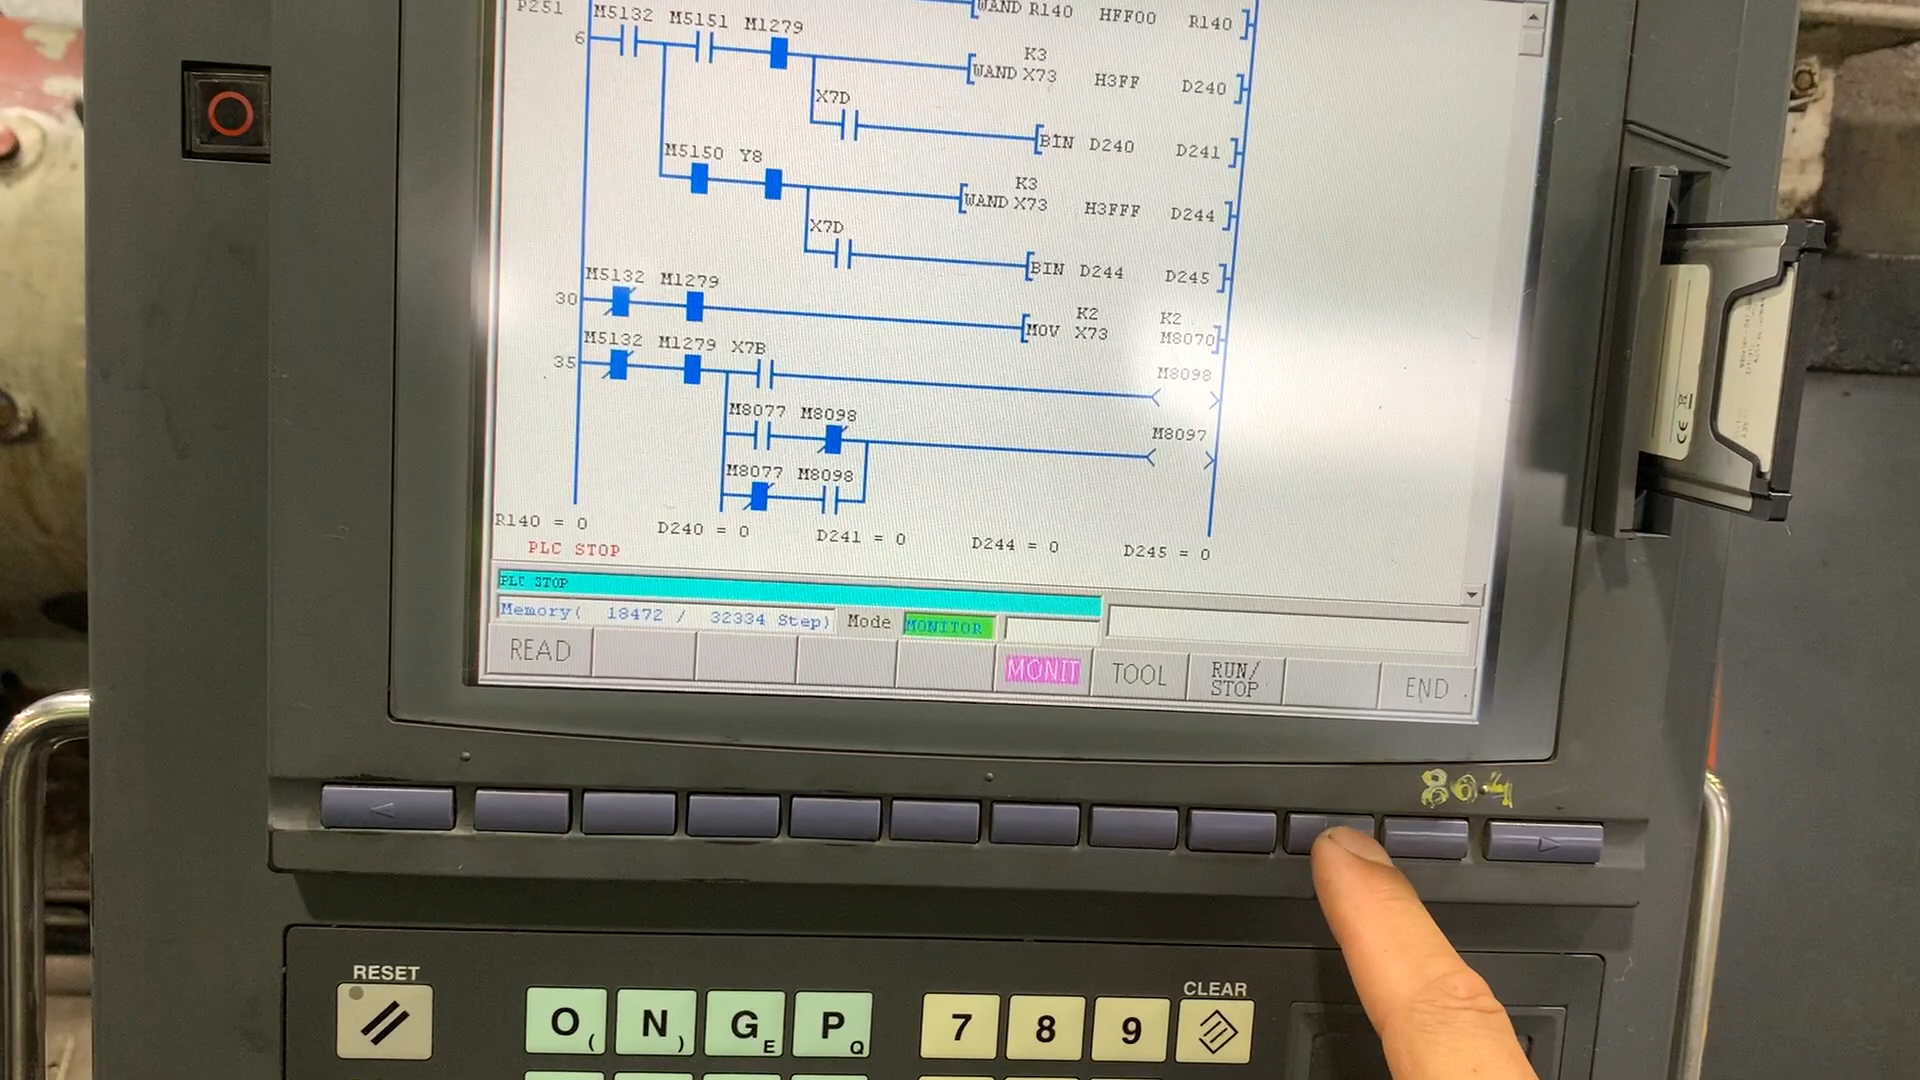 P251
WAND R140 HFF00 R140
M5132 M5151 M1279
6
K3
WAND X73 H3FF D240
X7D
BIN D240 D241
M5150 Y8
K3
WAND X73 H3FFF D244
X7D
BIN D244 D245
M5132 M1279
30
K2 K2
MOV X73 M8070
M5132 M1279 X7B
35
M8098
M8077 M8098
M8097
M8077 M8098
R140 = 0 D240 = 0 D241 = 0 D244 = 0 D245 = 0
PLC STOP
PLC STOP
Memory( 18472 / 32334 Step) Mode MONITOR
READ MONIT TOOL RUN/STOP END
RESET
CLEAR
O ( N ) G E P Q 7 8 9
CE